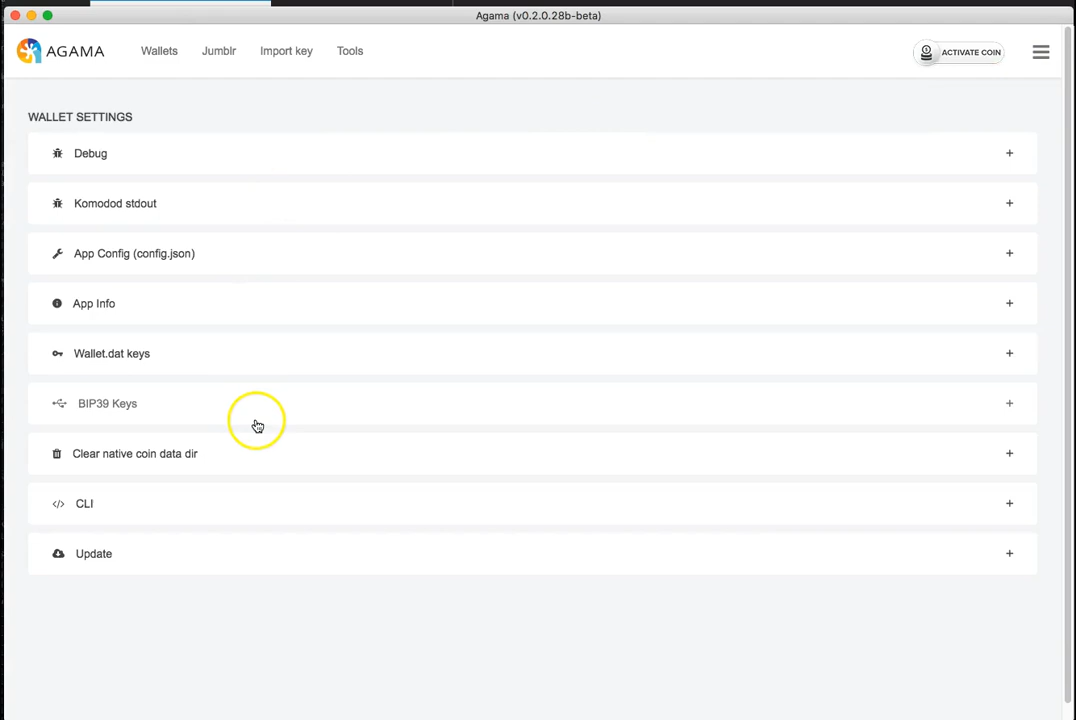 Agama (v0.2.0.28b-beta)
AGAMA Wallets Jumblr Import key Tools ACTIVATE COIN
WALLET SETTINGS
Debug +
Komodod stdout +
App Config (config.json) +
App Info +
Wallet.dat keys +
BIP39 Keys +
Clear native coin data dir +
</> CLI +
Update +